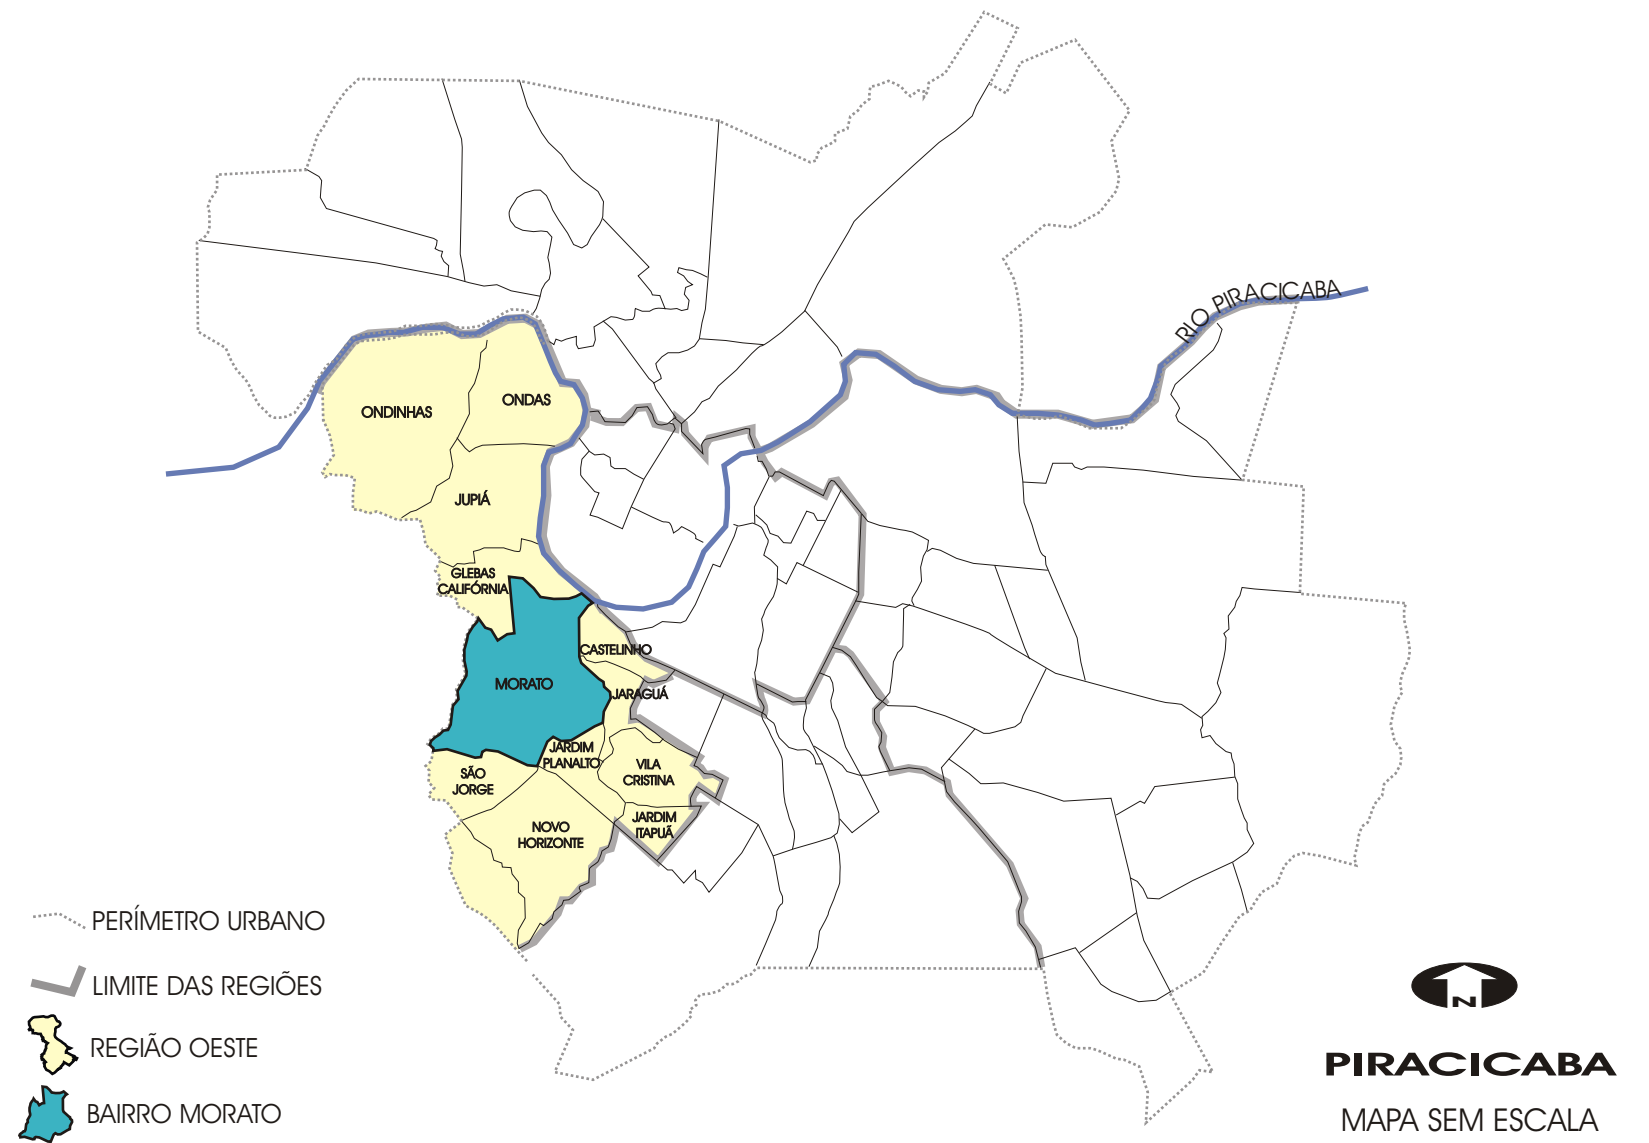 RIO PIRACICABA
ONDINHAS
ONDAS
JUPIÁ
GLEBAS
CALIFÓRNIA
CASTELINHO
MORATO
JARAGUÁ
JARDIM
PLANALTO
SÃO
JORGE
VILA
CRISTINA
NOVO
HORIZONTE
JARDIM
ITAPUÃ
PERÍMETRO URBANO
LIMITE DAS REGIÕES
REGIÃO OESTE
BAIRRO MORATO
N
PIRACICABA
MAPA SEM ESCALA